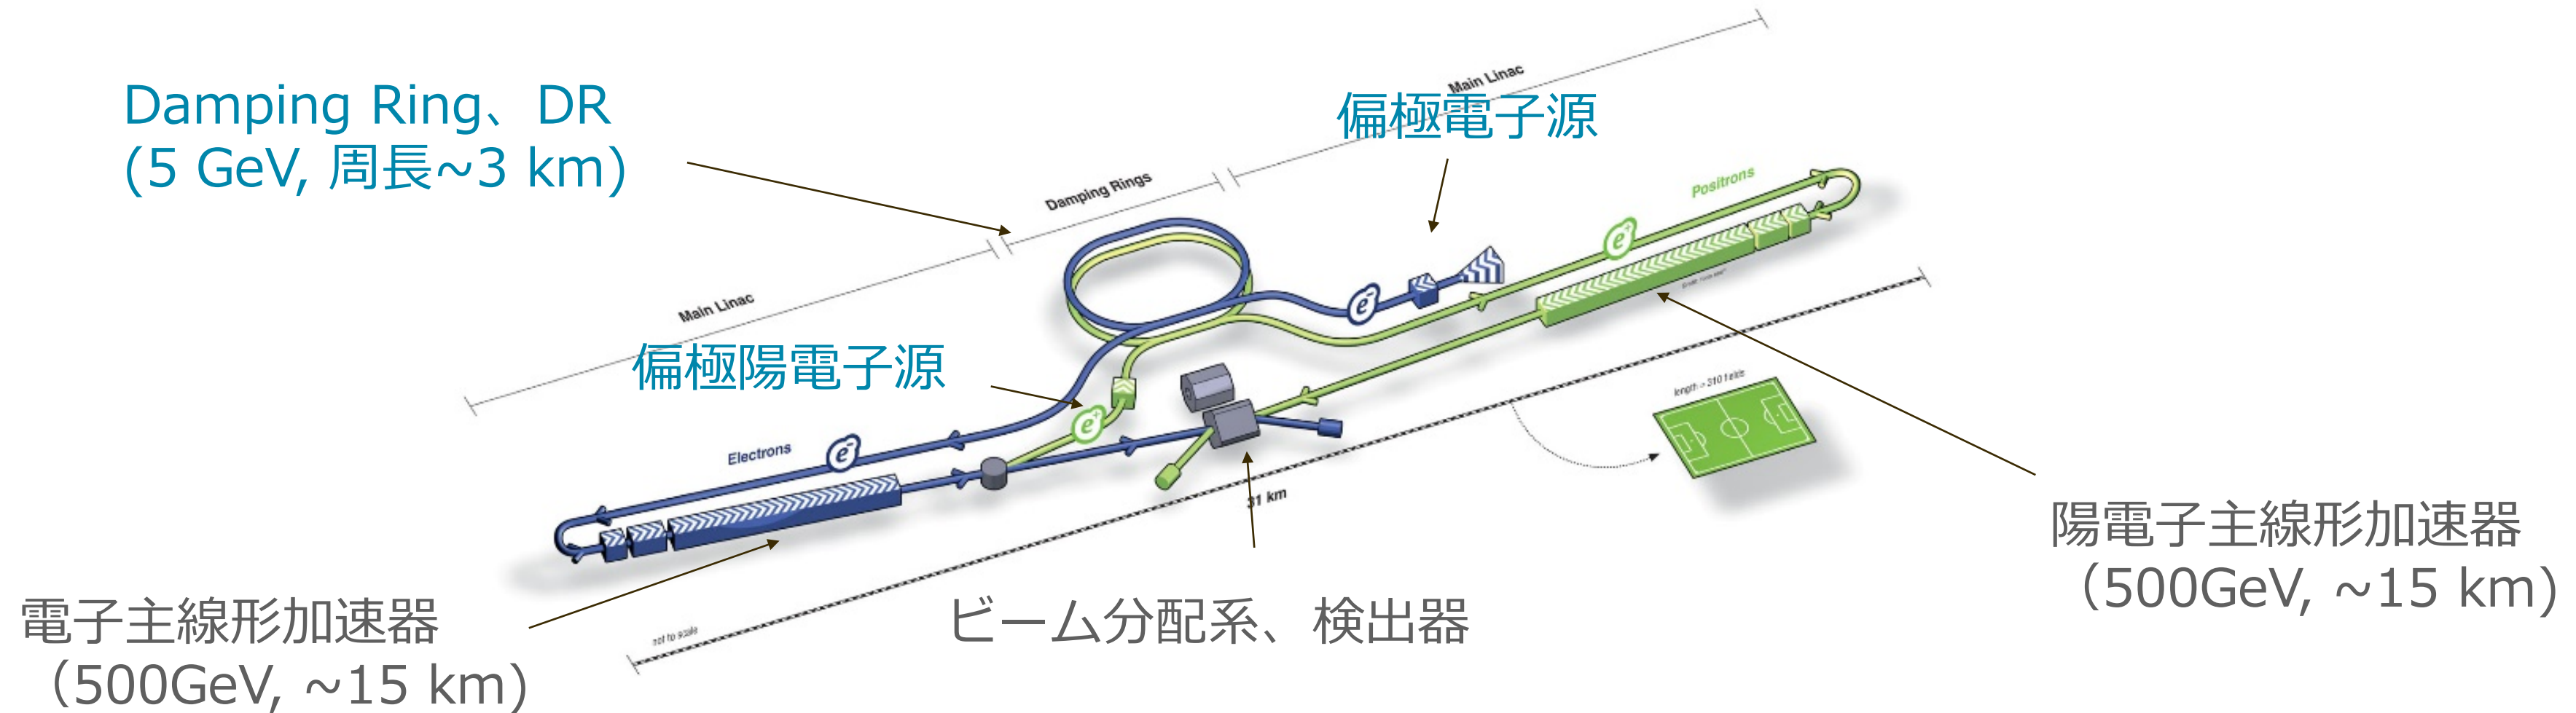 Main Linac
Damping Ring、DR
(5 GeV, 周長~3 km)
偏極電子源
Damping Rings
Positrons
e⁺
Main Linac
e⁻
偏極陽電子源
length = 310 fields
e⁺
Electrons
e⁻
31 km
陽電子主線形加速器
（500GeV, ~15 km)
電子主線形加速器
（500GeV, ~15 km)
ビーム分配系、検出器
not to scale